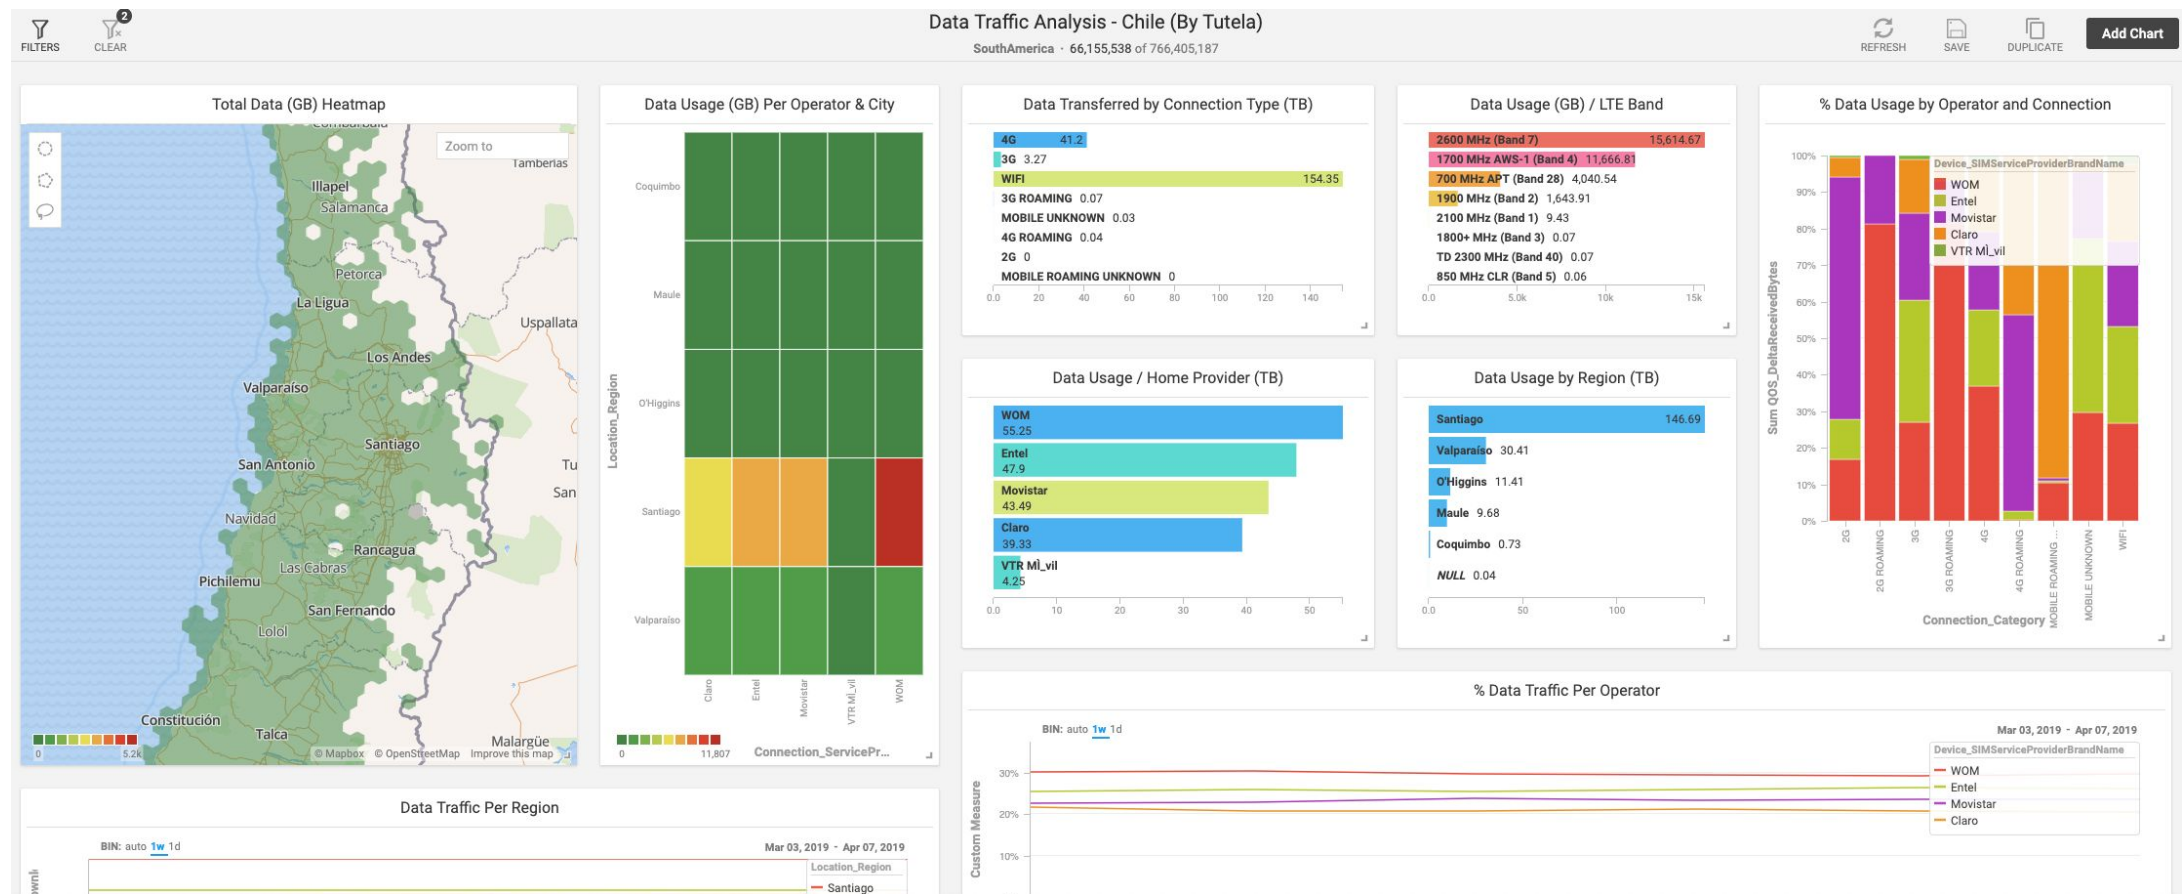 FILTERS
2
CLEAR
Data Traffic Analysis - Chile (By Tutela)
SouthAmerica · 66,155,538 of 766,405,187
REFRESH
SAVE
DUPLICATE
Add Chart
Total Data (GB) Heatmap
Zoom to
Tamberías
Illapel
Salamanca
Petorca
La Ligua
Uspallata
Los Andes
Valparaíso
Santiago
San Antonio
Tu
San
Navidad
Rancagua
Las Cabras
Pichilemu
San Fernando
Lolol
Constitución
Talca
Malargüe
0
5.2k
© Mapbox © OpenStreetMap Improve this map
Data Usage (GB) Per Operator & City
Location_Region
Coquimbo
Maule
O'Higgins
Santiago
Valparaíso
Claro
Entel
Movistar
VTR MÌ_vil
WOM
0
11,807
Connection_ServicePr...
Data Transferred by Connection Type (TB)
4G 41.2
3G 3.27
WIFI 154.35
3G ROAMING 0.07
MOBILE UNKNOWN 0.03
4G ROAMING 0.04
2G 0
MOBILE ROAMING UNKNOWN 0
0.0 20 40 60 80 100 120 140
Data Usage (GB) / LTE Band
2600 MHz (Band 7) 15,614.67
1700 MHz AWS-1 (Band 4) 11,666.81
700 MHz APT (Band 28) 4,040.54
1900 MHz (Band 2) 1,643.91
2100 MHz (Band 1) 9.43
1800+ MHz (Band 3) 0.07
TD 2300 MHz (Band 40) 0.07
850 MHz CLR (Band 5) 0.06
0.0 5.0k 10k 15k
% Data Usage by Operator and Connection
Sum QOS_DeltaReceivedBytes
100%
90%
80%
70%
60%
50%
40%
30%
20%
10%
0%
Device_SIMServiceProviderBrandName
WOM
Entel
Movistar
Claro
VTR MÌ_vil
2G
2G ROAMING
3G
3G ROAMING
4G
4G ROAMING
MOBILE ROAMING ...
MOBILE UNKNOWN
WIFI
Connection_Category
Data Usage / Home Provider (TB)
WOM
55.25
Entel
47.9
Movistar
43.49
Claro
39.33
VTR MÌ_vil
4.25
0.0 10 20 30 40 50
Data Usage by Region (TB)
Santiago 146.69
Valparaíso 30.41
O'Higgins 11.41
Maule 9.68
Coquimbo 0.73
NULL 0.04
0.0 50 100
% Data Traffic Per Operator
BIN: auto 1w 1d
Mar 03, 2019 - Apr 07, 2019
Device_SIMServiceProviderBrandName
WOM
Entel
Movistar
Claro
Custom Measure
30%
20%
10%
Data Traffic Per Region
BIN: auto 1w 1d
Mar 03, 2019 - Apr 07, 2019
Location_Region
Santiago